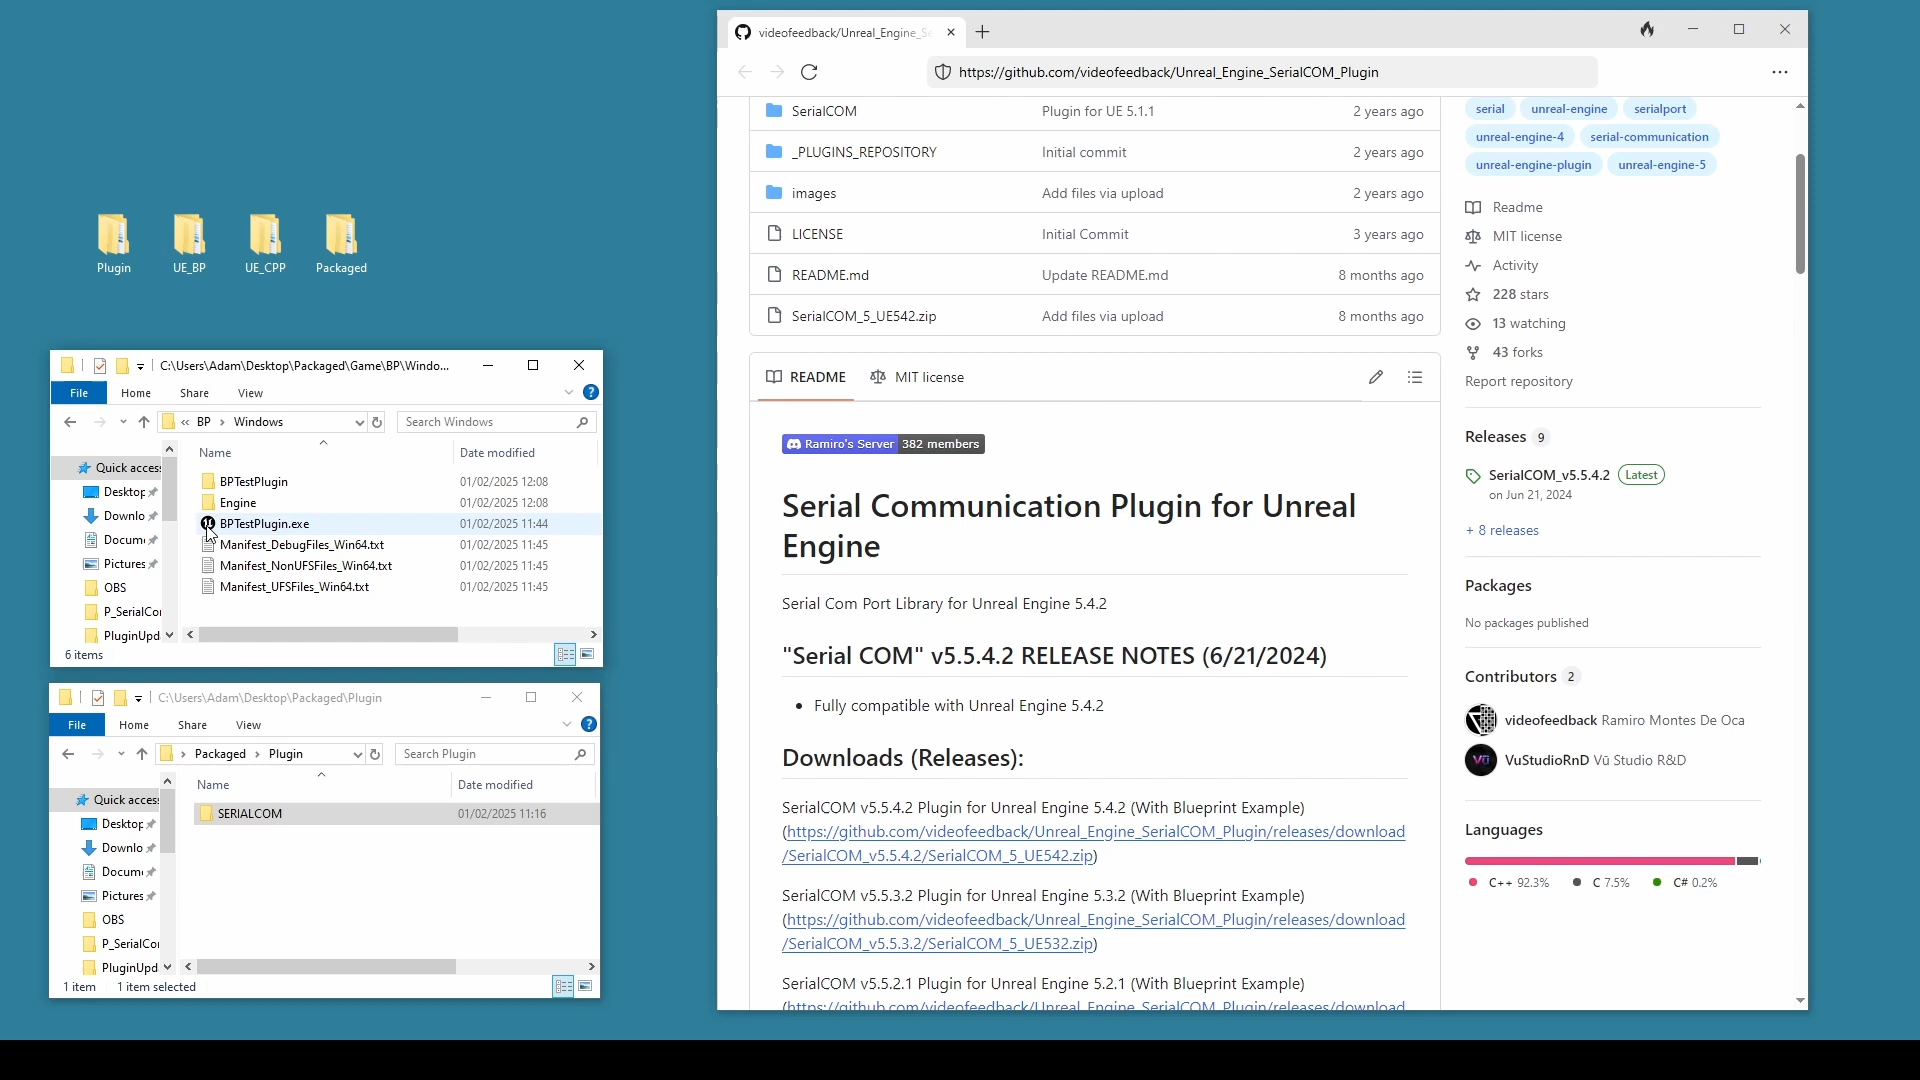 Plugin
UE_BP
UE_CPP
Packaged
C:\Users\Adam\Desktop\Packaged\Game\BP\Windo...
File
Home
Share
View
?
«
BP
>
Windows
Search Windows
Name
Date modified
Quick access
Desktop
Downlo
Docum
Pictures
OBS
P_SerialCo
PluginUpd
BPTestPlugin 01/02/2025 12:08
Engine 01/02/2025 12:08
BPTestPlugin.exe 01/02/2025 11:44
Manifest_DebugFiles_Win64.txt 01/02/2025 11:45
Manifest_NonUFSFiles_Win64.txt 01/02/2025 11:45
Manifest_UFSFiles_Win64.txt 01/02/2025 11:45
6 items
C:\Users\Adam\Desktop\Packaged\Plugin
File
Home
Share
View
?
Packaged
>
Plugin
Search Plugin
Name
Date modified
Quick access
Desktop
Downlo
Docum
Pictures
OBS
P_SerialCo
PluginUpd
SERIALCOM 01/02/2025 11:16
1 item
1 item selected
videofeedback/Unreal_Engine_Se
https://github.com/videofeedback/Unreal_Engine_SerialCOM_Plugin
SerialCOM Plugin for UE 5.1.1 2 years ago
_PLUGINS_REPOSITORY Initial commit 2 years ago
images Add files via upload 2 years ago
LICENSE Initial Commit 3 years ago
README.md Update README.md 8 months ago
SerialCOM_5_UE542.zip Add files via upload 8 months ago
README
MIT license
Ramiro's Server 382 members
Serial Communication Plugin for Unreal
Engine
Serial Com Port Library for Unreal Engine 5.4.2
"Serial COM" v5.5.4.2 RELEASE NOTES (6/21/2024)
• Fully compatible with Unreal Engine 5.4.2
Downloads (Releases):
SerialCOM v5.5.4.2 Plugin for Unreal Engine 5.4.2 (With Blueprint Example)
(https://github.com/videofeedback/Unreal_Engine_SerialCOM_Plugin/releases/download
/SerialCOM_v5.5.4.2/SerialCOM_5_UE542.zip)
SerialCOM v5.5.3.2 Plugin for Unreal Engine 5.3.2 (With Blueprint Example)
(https://github.com/videofeedback/Unreal_Engine_SerialCOM_Plugin/releases/download
/SerialCOM_v5.5.3.2/SerialCOM_5_UE532.zip)
SerialCOM v5.5.2.1 Plugin for Unreal Engine 5.2.1 (With Blueprint Example)
(https://github.com/videofeedback/Unreal_Engine_SerialCOM_Plugin/releases/download
serial
unreal-engine
serialport
unreal-engine-4
serial-communication
unreal-engine-plugin
unreal-engine-5
Readme
MIT license
Activity
228 stars
13 watching
43 forks
Report repository
Releases 9
SerialCOM_v5.5.4.2 Latest
on Jun 21, 2024
+ 8 releases
Packages
No packages published
Contributors 2
videofeedback Ramiro Montes De Oca
VuStudioRnD Vū Studio R&D
Languages
C++ 92.3%
C 7.5%
C# 0.2%